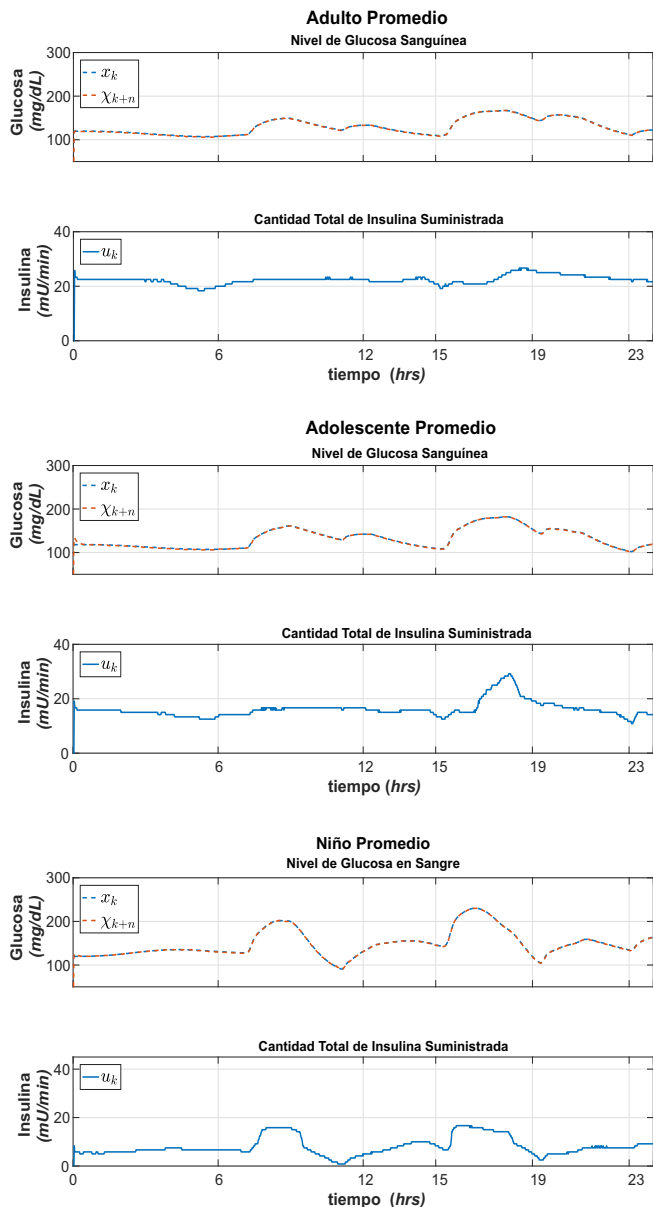 Adulto Promedio
Nivel de Glucosa Sanguínea
300
200
100
Glucosa
(mg/dL)
x_k
χ_{k+n}
Cantidad Total de Insulina Suministrada
40
20
0
Insulina
(mU/min)
u_k
0 6 12 15 19 23
tiempo (hrs)
Adolescente Promedio
Nivel de Glucosa Sanguínea
300
200
100
Glucosa
(mg/dL)
x_k
χ_{k+n}
Cantidad Total de Insulina Suministrada
40
20
0
Insulina
(mU/min)
u_k
0 6 12 15 19 23
tiempo (hrs)
Niño Promedio
Nivel de Glucosa en Sangre
300
200
100
Glucosa
(mg/dL)
x_k
χ_{k+n}
Cantidad Total de Insulina Suministrada
40
20
0
Insulina
(mU/min)
u_k
0 6 12 15 19 23
tiempo (hrs)